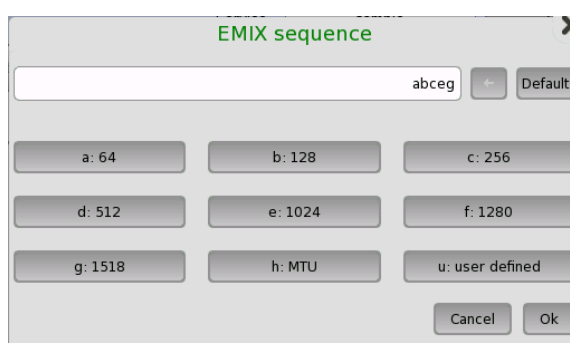 EMIX sequence
abceg ← Default
a: 64 b: 128 c: 256
d: 512 e: 1024 f: 1280
g: 1518 h: MTU u: user defined
Cancel Ok